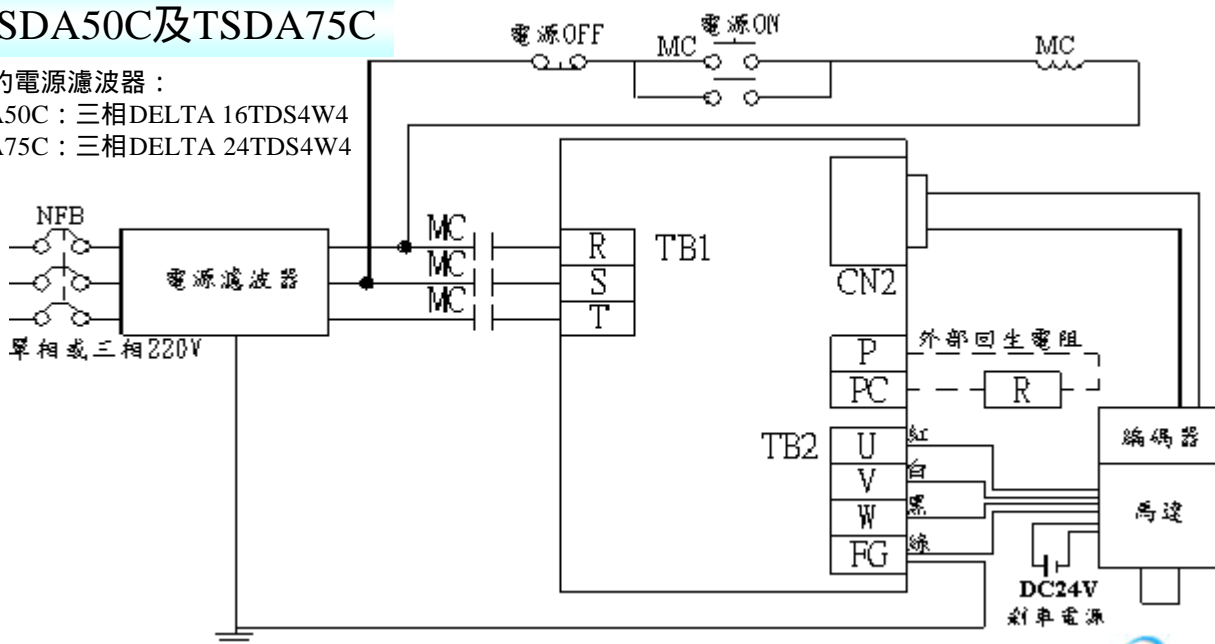 SDA50C及TSDA75C
的電源濾波器：
A50C：三相DELTA 16TDS4W4
A75C：三相DELTA 24TDS4W4
電源OFF
MC
電源ON
MC
NFB
電源濾波器
單相或三相220V
MC
MC
MC
R
S
T
TB1
CN2
P
PC
外部回生電阻
R
TB2
U
V
W
FG
紅
白
黑
綠
編碼器
馬達
DC24V
剎車電源